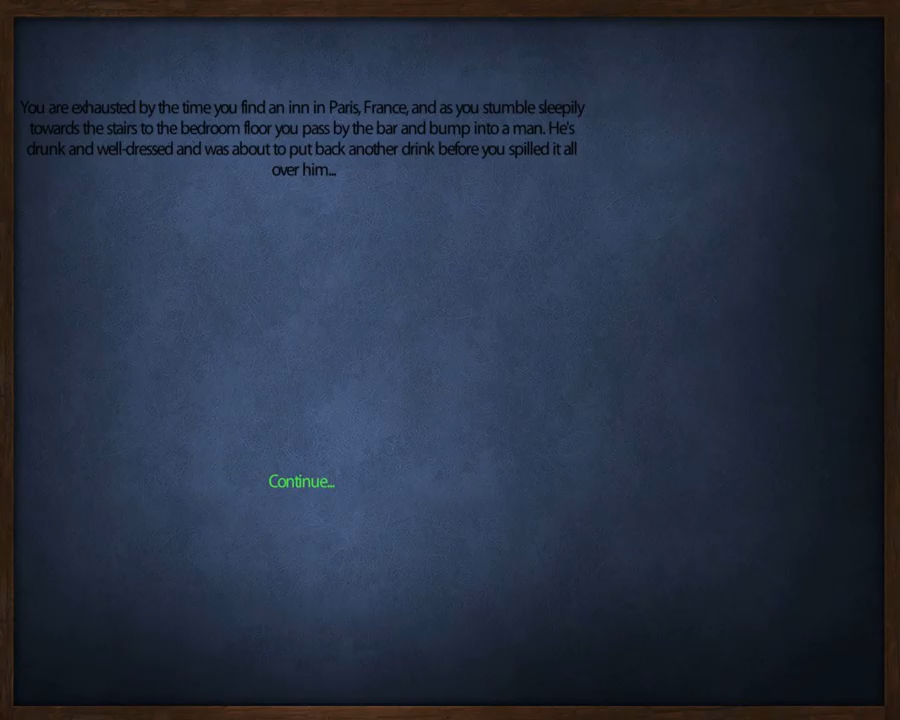 You are exhausted by the time you find an inn in Paris, France, and as you stumble sleepily
towards the stairs to the bedroom floor you pass by the bar and bump into a man. He's
drunk and well-dressed and was about to put back another drink before you spilled it all
over him...
Continue...